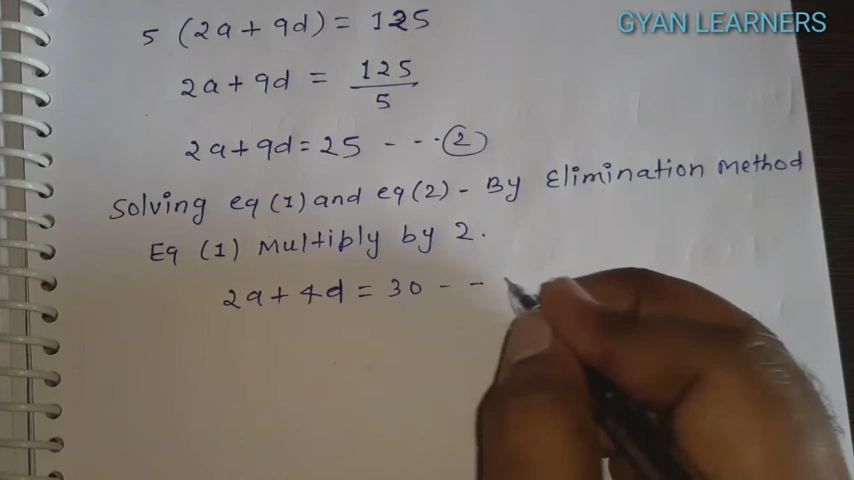 GYAN LEARNERS
5 (2a + 9d) = 125
2a + 9d = 125/5
2a + 9d = 25 - - - (2)
Solving eq (1) and eq (2) - By Elimination method
Eq (1) Multiply by 2.
2a + 4d = 30 - -